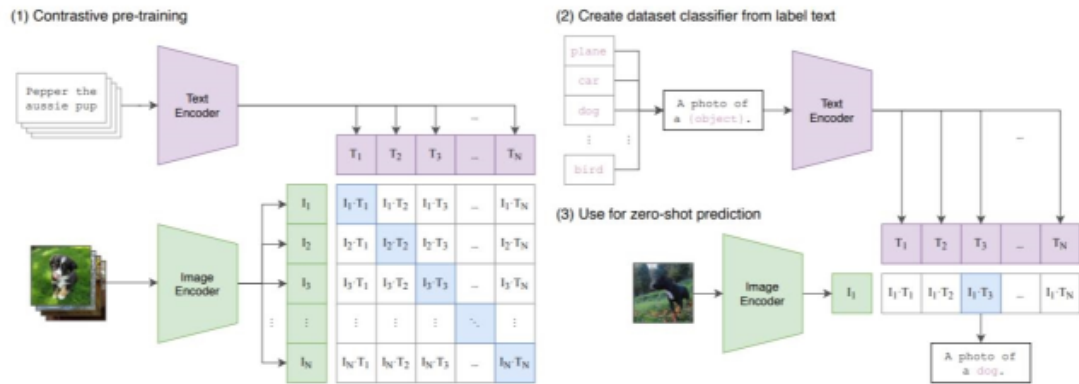 (1) Contrastive pre-training
Pepper the
aussie pup
Text
Encoder
...
T1 T2 T3 ... TN
I1 I1·T1 I1·T2 I1·T3 ... I1·TN
I2 I2·T1 I2·T2 I2·T3 ... I2·TN
Image
Encoder
I3 I3·T1 I3·T2 I3·T3 ... I3·TN
⋮ ⋮ ⋮ ⋮ ⋮ ⋱ ⋮
IN IN·T1 IN·T2 IN·T3 ... IN·TN
(2) Create dataset classifier from label text
plane
car
dog
⋮ ⋮
bird
A photo of
a {object}.
Text
Encoder
...
(3) Use for zero-shot prediction
Image
Encoder
T1 T2 T3 ... TN
I1 I1·T1 I1·T2 I1·T3 ... I1·TN
A photo of
a dog.